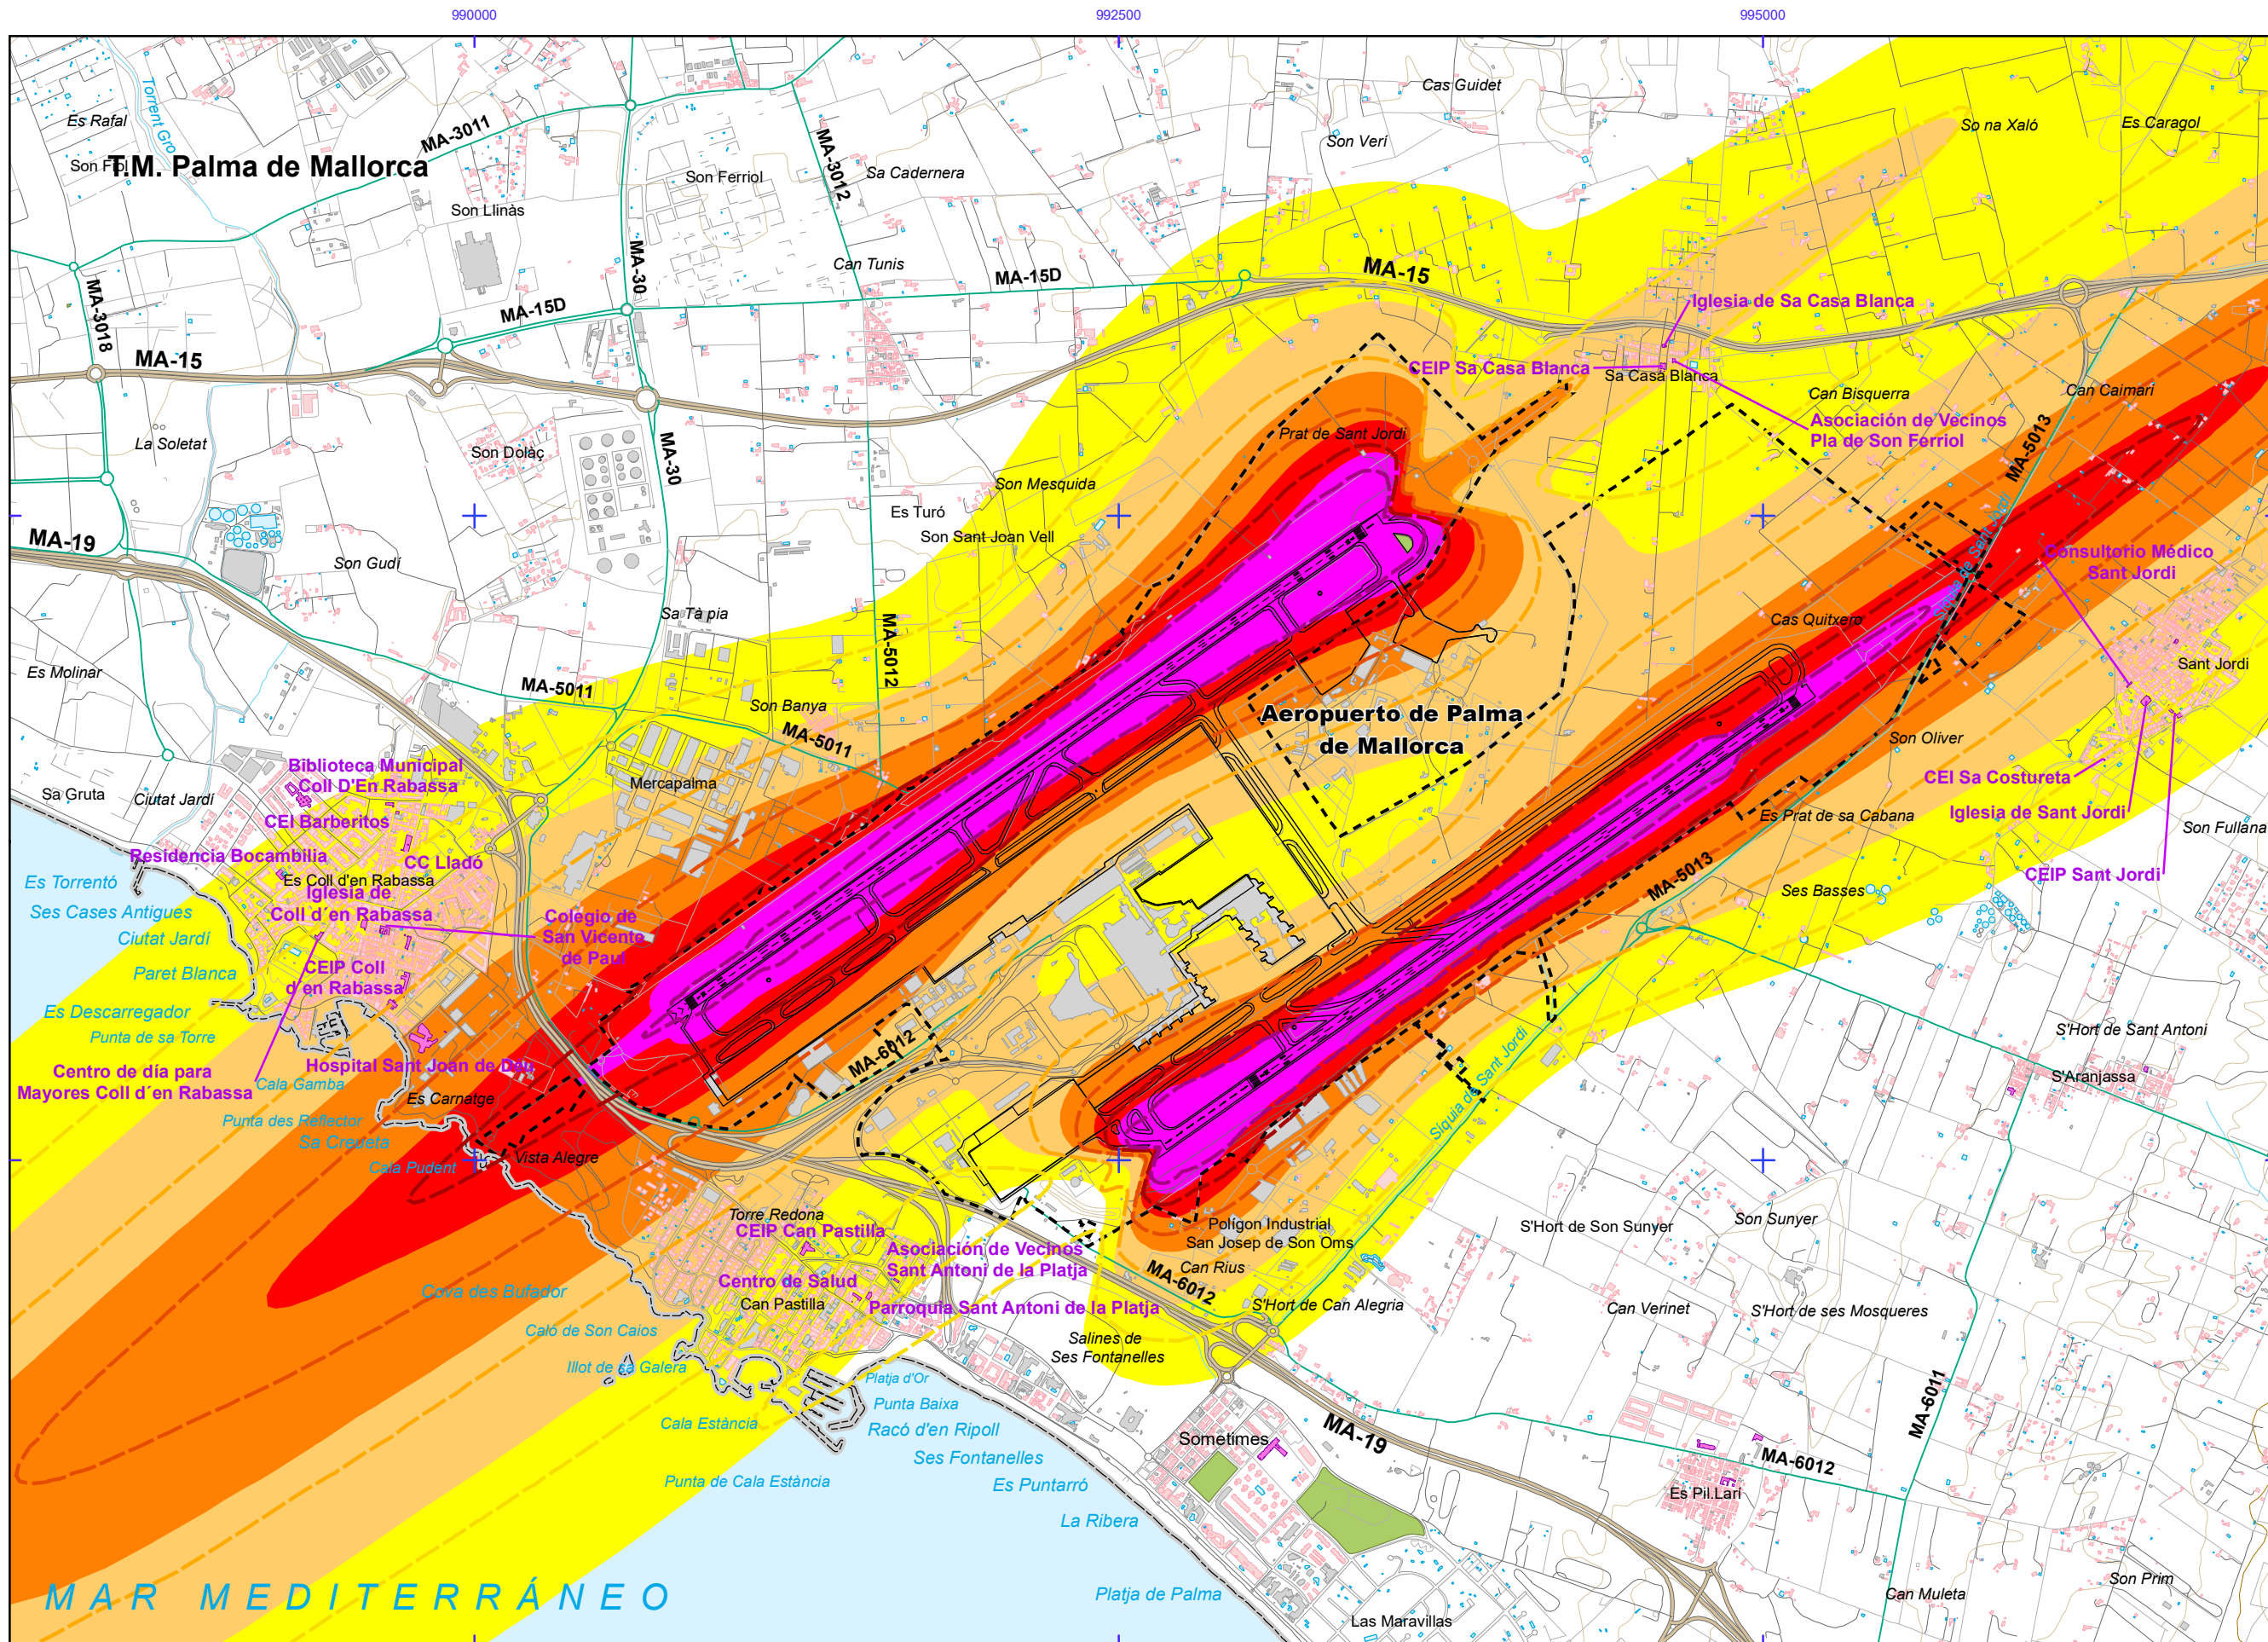 990000
992500
995000
Torrent Gro
Es Rafal
Son Fl
T.M. Palma de Mallorca
MA-3011
MA-3012
Son Ferriol
Sa Cadernera
Son Llinàs
Cas Guidet
Son Verí
So na Xaló
Es Caragol
MA-3018
MA-30
Can Tunis
MA-15D
MA-15D
MA-15
MA-15
Iglesia de Sa Casa Blanca
CEIP Sa Casa Blanca
Sa Casa Blanca
Can Bisquerra
Can Caimari
Asociación de Vecinos
Pla de Son Ferriol
La Soletat
Son Dolaç
MA-30
Prat de Sant Jordi
MA-5013
Son Mesquida
Es Turó
Son Sant Joan Vell
MA-19
Son Gudí
Siquia de Sant Jordi
Consultorio Médico
Sant Jordi
Sa Tà pia
Cas Quitxero
MA-5012
Es Molinar
Sant Jordi
MA-5011
Son Banya
MA-5011
Aeropuerto de Palma
de Mallorca
Son Oliver
Biblioteca Municipal
Coll D'En Rabassa
Mercapalma
CEI Sa Costureta
Sa Gruta
Ciutat Jardí
CEI Barberitos
Iglesia de Sant Jordi
Es Prat de sa Cabana
Son Fullana
Residencia Bocambilia
CC Lladó
Es Torrentó
Es Coll d'en Rabassa
MA-5013
CEIP Sant Jordi
Iglesia de
Coll d´en Rabassa
Ses Basses
Ses Cases Antigues
Colegio de
San Vicente
de Paul
Ciutat Jardí
Paret Blanca
CEIP Coll
d´en Rabassa
Es Descarregador
Punta de sa Torre
MA-6012
Siquia de Sant Jordi
S'Hort de Sant Antoni
Hospital Sant Joan de Déu
Centro de día para
Mayores Coll d´en Rabassa
Cala Gamba
Es Carnatge
S'Aranjassa
Punta des Reflector
Sa Creueta
Cala Pudent
Vista Alegre
Torre Redona
CEIP Can Pastilla
Polígon Industrial
San Josep de Son Oms
S'Hort de Son Sunyer
Son Sunyer
Asociación de Vecinos
Sant Antoni de la Platja
Can Rius
Cova des Bufador
Centro de Salud
MA-6012
Can Pastilla
Parroquia Sant Antoni de la Platja
S'Hort de Can Alegria
Can Verinet
S'Hort de ses Mosqueres
Caló de Son Caios
Salines de
Ses Fontanelles
Illot de sa Galera
Platja d'Or
Punta Baixa
MA-6011
Cala Estància
Racó d'en Ripoll
Sometimes
MA-19
Ses Fontanelles
MA-6012
Punta de Cala Estància
Es Puntarró
Es Pil.Larí
La Ribera
MAR MEDITERRÁNEO
Platja de Palma
Las Maravillas
Can Muleta
Son Prim